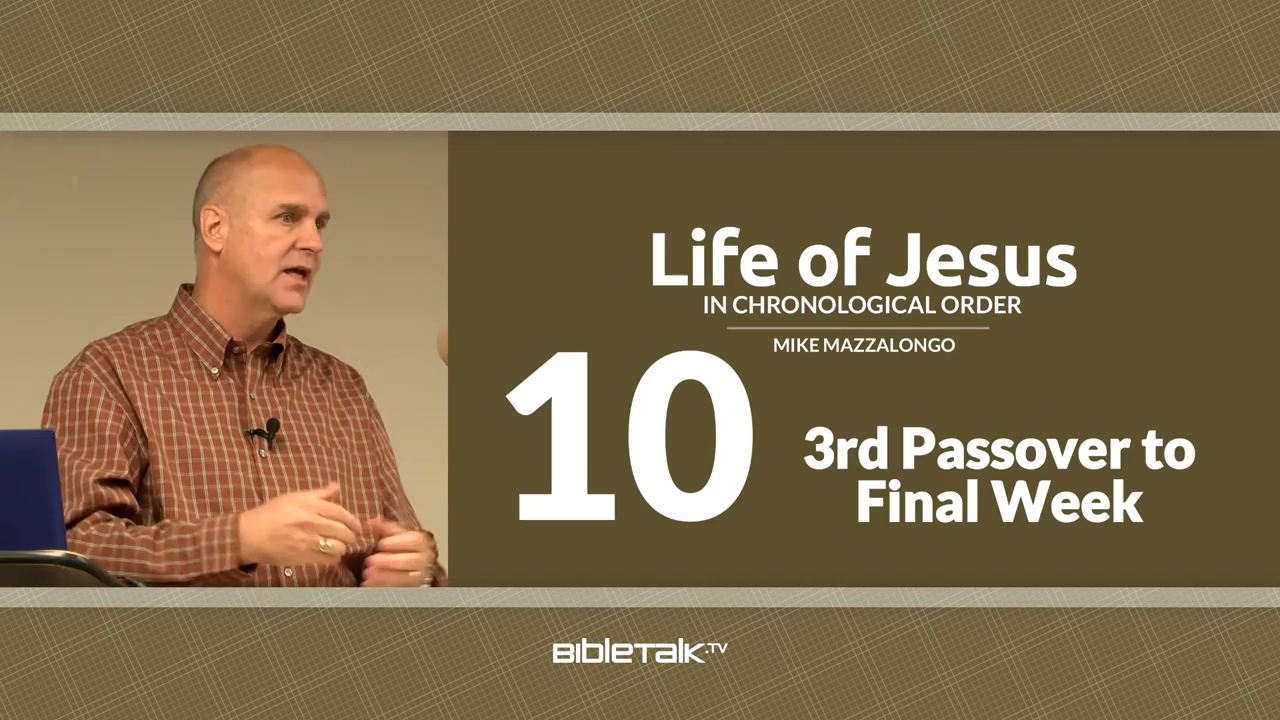 Life of Jesus
IN CHRONOLOGICAL ORDER
MIKE MAZZALONGO
10
3rd Passover to
Final Week
BibleTalk.TV